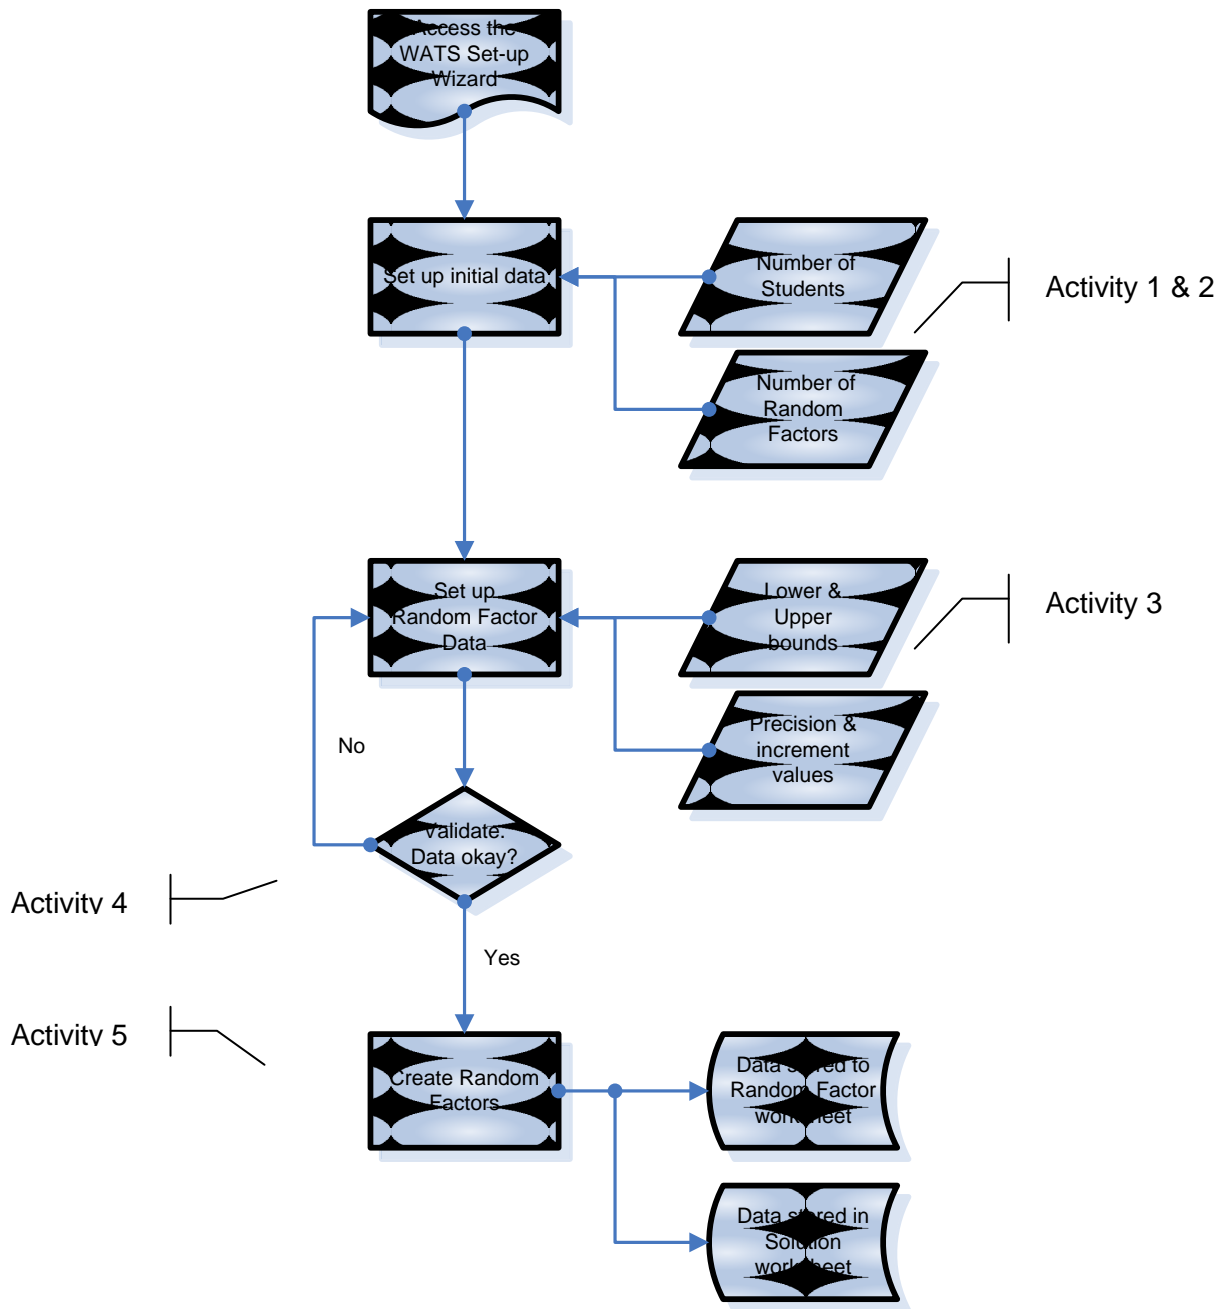 Access the
WATS Set-up
Wizard
Set up initial data
Number of
Students
Activity 1 & 2
Number of
Random
Factors
Set up
Random Factor
Data
Lower &
Upper
bounds
Activity 3
Precision &
increment
values
No
Validate.
Data okay?
Activity 4
Yes
Activity 5
Create Random
Factors
Data stored to
Random Factor
worksheet
Data stored in
Solution
worksheet